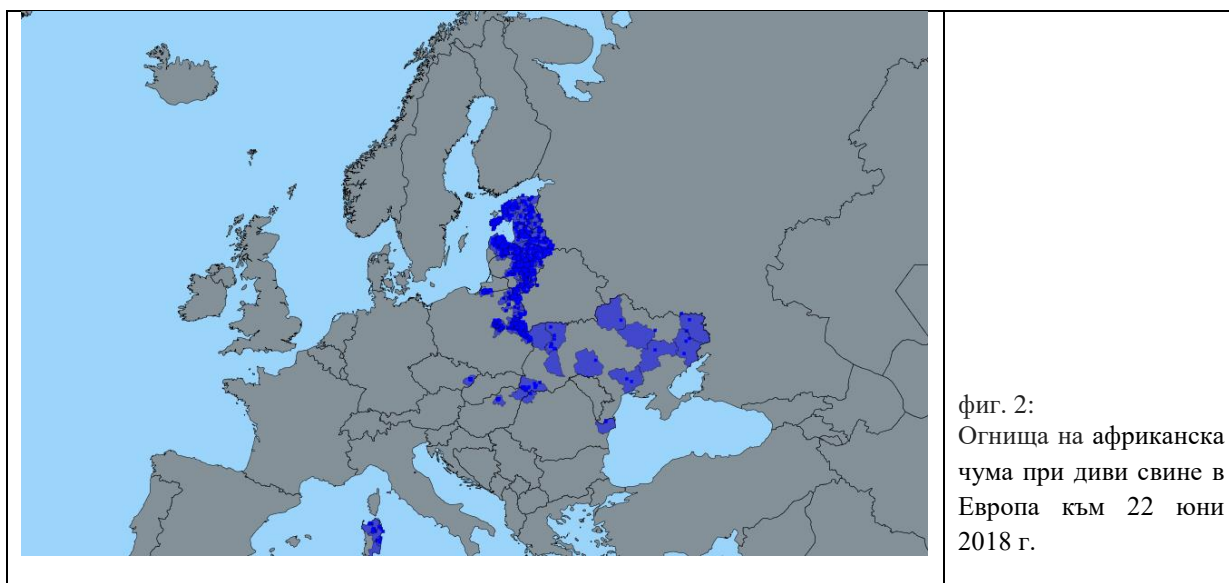 фиг. 2:
Огнища на африканска
чума при диви свине в
Европа към 22 юни
2018 г.